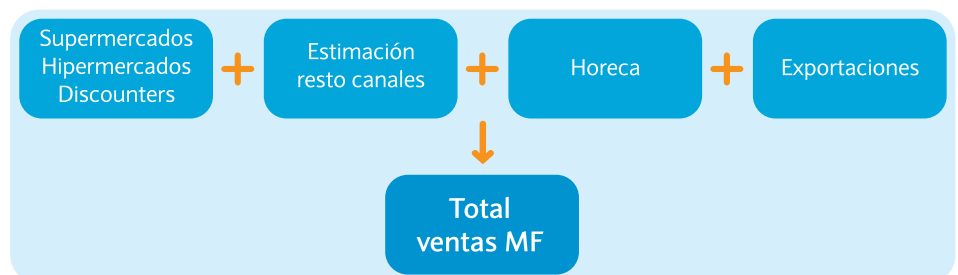 Supermercados
Hipermercados
Discounters
+
Estimación
resto canales
+
Horeca
+
Exportaciones
Total
ventas MF